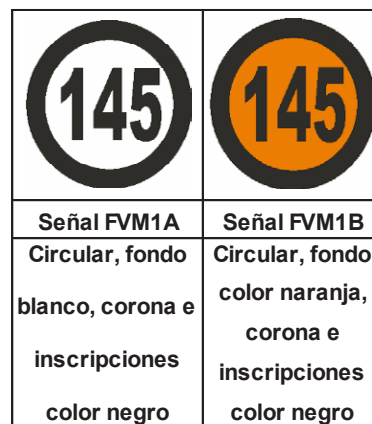 145 145
Señal FVM1A Señal FVM1B
Circular, fondo
blanco, corona e
inscripciones
color negro
Circular, fondo
color naranja,
corona e
inscripciones
color negro